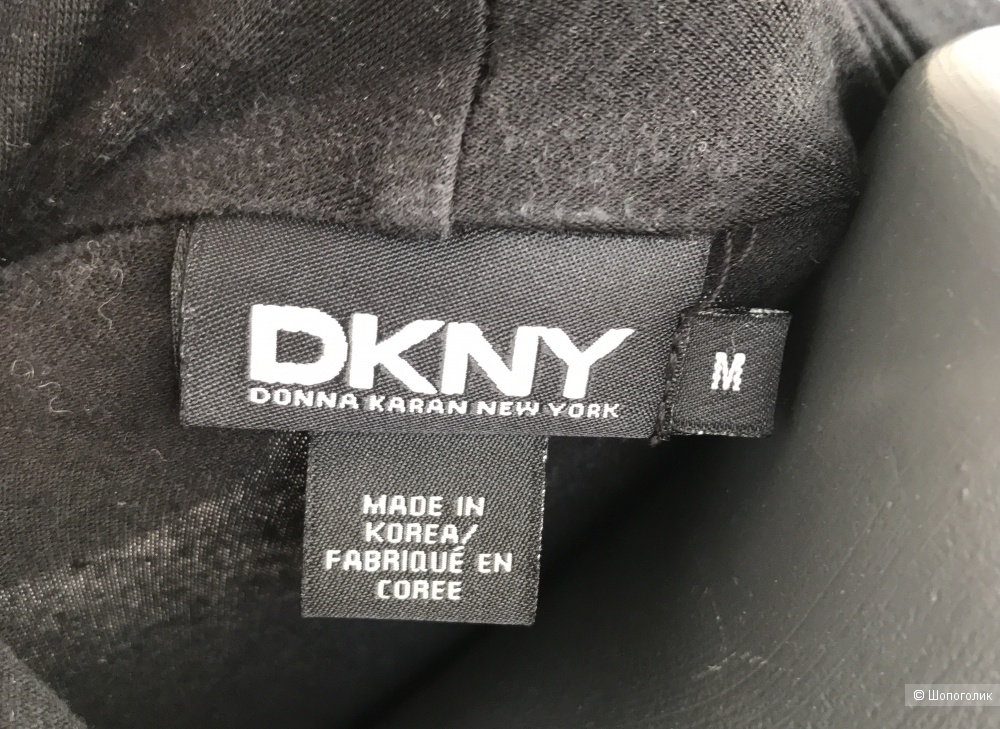 DKNY
DONNA KARAN NEW YORK
M
MADE IN
KOREA/
FABRIQUÉ EN
COREE
© Шопоголик